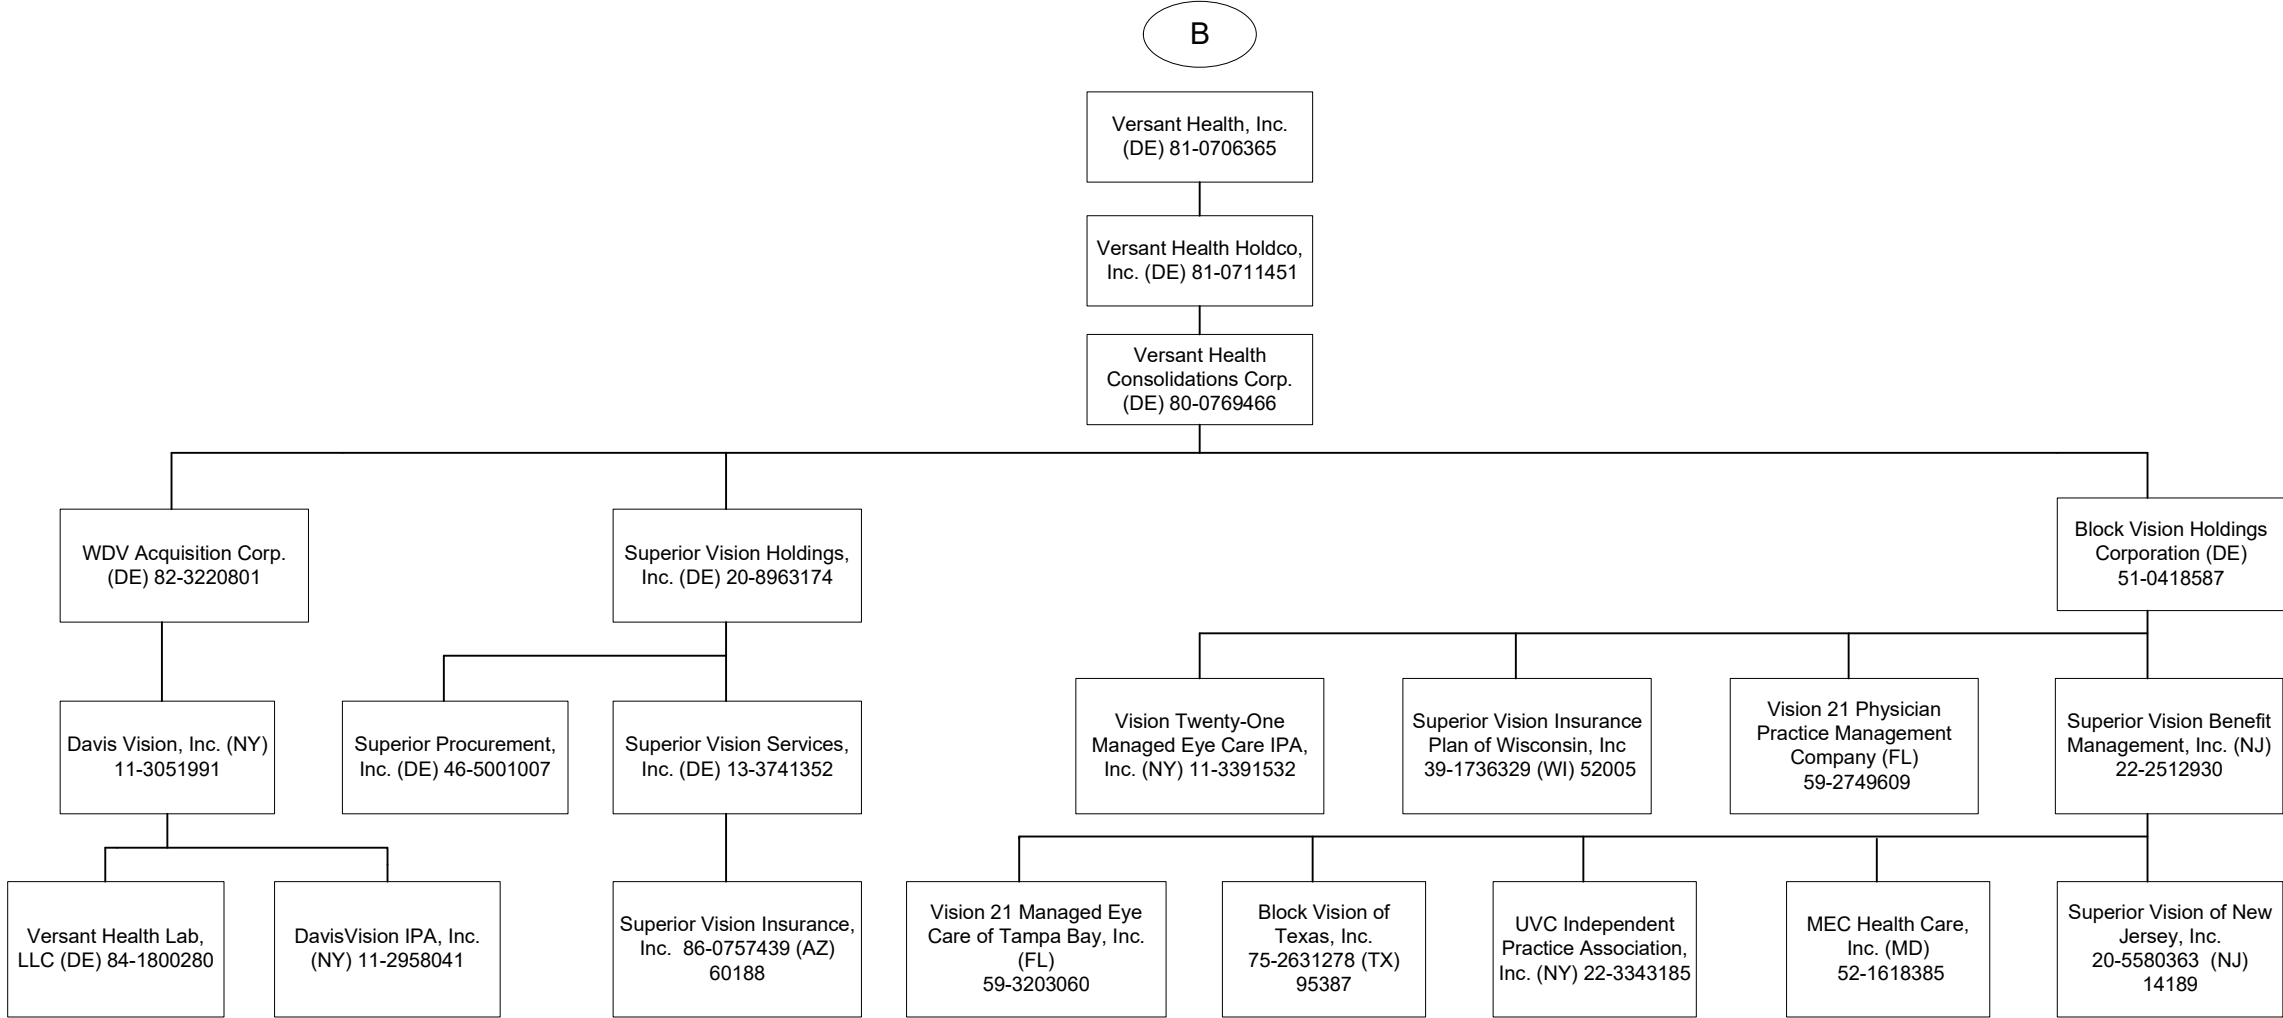 B
Versant Health, Inc.
(DE) 81-0706365
Versant Health Holdco,
Inc. (DE) 81-0711451
Versant Health
Consolidations Corp.
(DE) 80-0769466
WDV Acquisition Corp.
(DE) 82-3220801
Superior Vision Holdings,
Inc. (DE) 20-8963174
Block Vision Holdings
Corporation (DE)
51-0418587
Davis Vision, Inc. (NY)
11-3051991
Superior Procurement,
Inc. (DE) 46-5001007
Superior Vision Services,
Inc. (DE) 13-3741352
Vision Twenty-One
Managed Eye Care IPA,
Inc. (NY) 11-3391532
Superior Vision Insurance
Plan of Wisconsin, Inc
39-1736329 (WI) 52005
Vision 21 Physician
Practice Management
Company (FL)
59-2749609
Superior Vision Benefit
Management, Inc. (NJ)
22-2512930
Versant Health Lab,
LLC (DE) 84-1800280
DavisVision IPA, Inc.
(NY) 11-2958041
Superior Vision Insurance,
Inc. 86-0757439 (AZ)
60188
Vision 21 Managed Eye
Care of Tampa Bay, Inc.
(FL)
59-3203060
Block Vision of
Texas, Inc.
75-2631278 (TX)
95387
UVC Independent
Practice Association,
Inc. (NY) 22-3343185
MEC Health Care,
Inc. (MD)
52-1618385
Superior Vision of New
Jersey, Inc.
20-5580363 (NJ)
14189